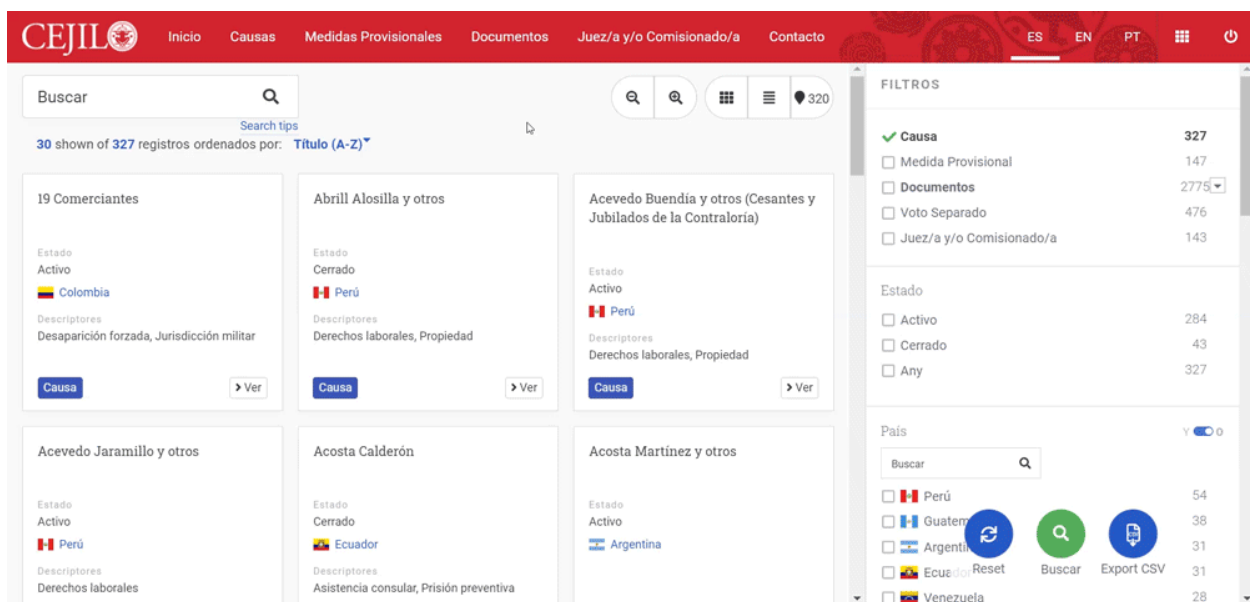 CEJIL Inicio Causas Medidas Provisionales Documentos Juez/a y/o Comisionado/a Contacto ES EN PT
Buscar
320
Search tips
30 shown of 327 registros ordenados por: Título (A-Z)
19 Comerciantes
Estado
Activo
Colombia
Descriptores
Desaparición forzada, Jurisdicción militar
Causa
Ver
Abrill Alosilla y otros
Estado
Cerrado
Perú
Descriptores
Derechos laborales, Propiedad
Causa
Ver
Acevedo Buendía y otros (Cesantes y
Jubilados de la Contraloría)
Estado
Activo
Perú
Descriptores
Derechos laborales, Propiedad
Causa
Ver
Acevedo Jaramillo y otros
Estado
Activo
Perú
Descriptores
Derechos laborales
Acosta Calderón
Estado
Cerrado
Ecuador
Descriptores
Asistencia consular, Prisión preventiva
Acosta Martínez y otros
Estado
Activo
Argentina
FILTROS
Causa 327
Medida Provisional 147
Documentos 2775
Voto Separado 476
Juez/a y/o Comisionado/a 143
Estado
Activo 284
Cerrado 43
Any 327
País Y O
Buscar
Perú 54
Guatem 38
Argentin 31
Ecuador 31
Venezuela 28
Reset
Buscar
Export CSV